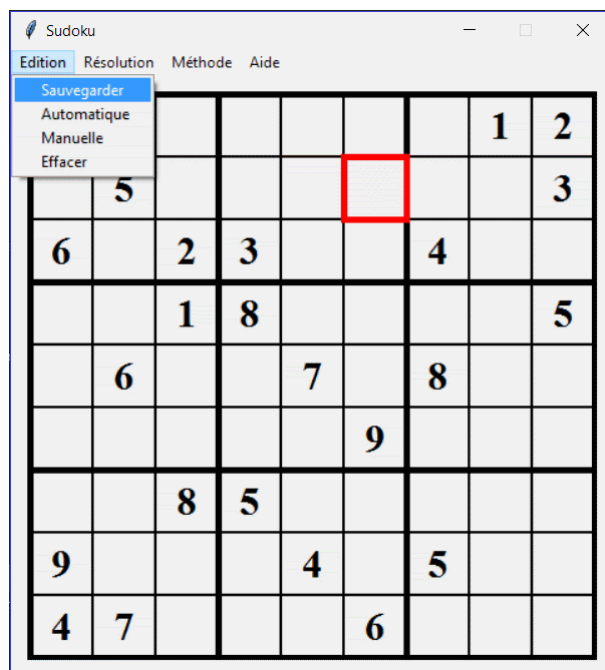 Sudoku
Edition Résolution Méthode Aide
Sauvegarder
Automatique
Manuelle
Effacer
1 2
5 3
6 2 3 4
1 8 5
6 7 8
9
8 5
9 4 5
4 7 6